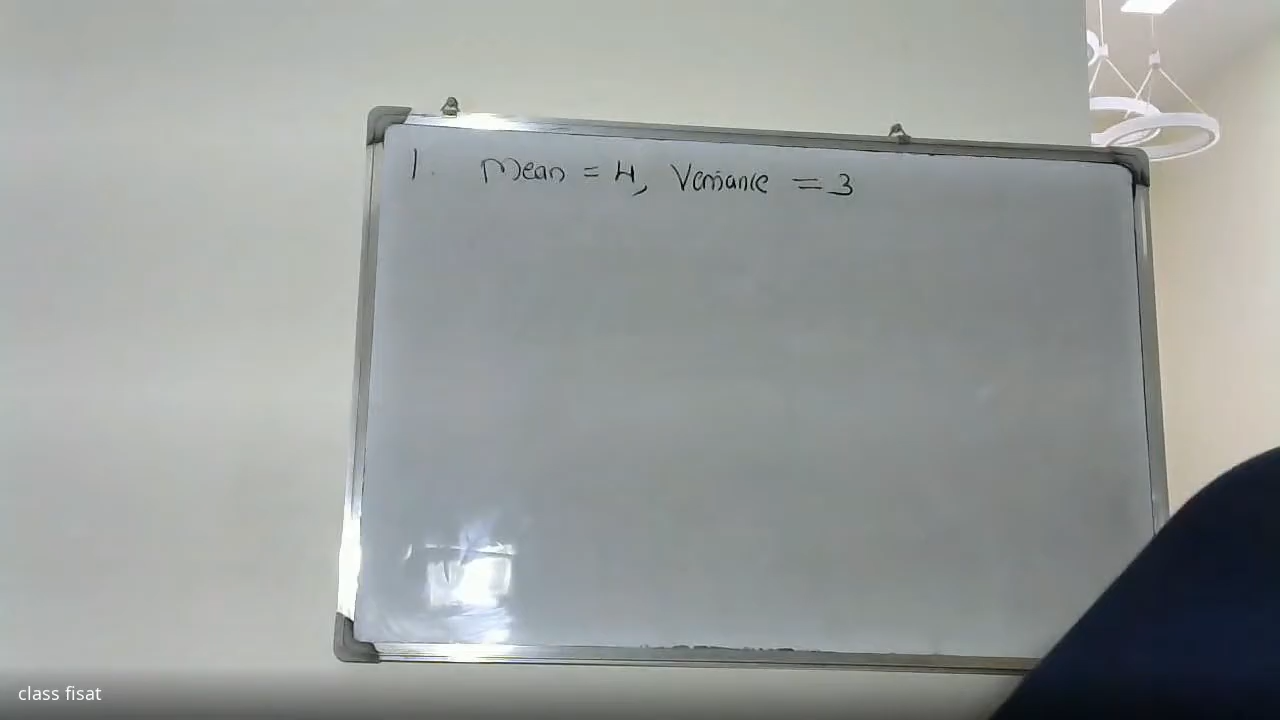 1. Mean = 4, Variance = 3
class fisat